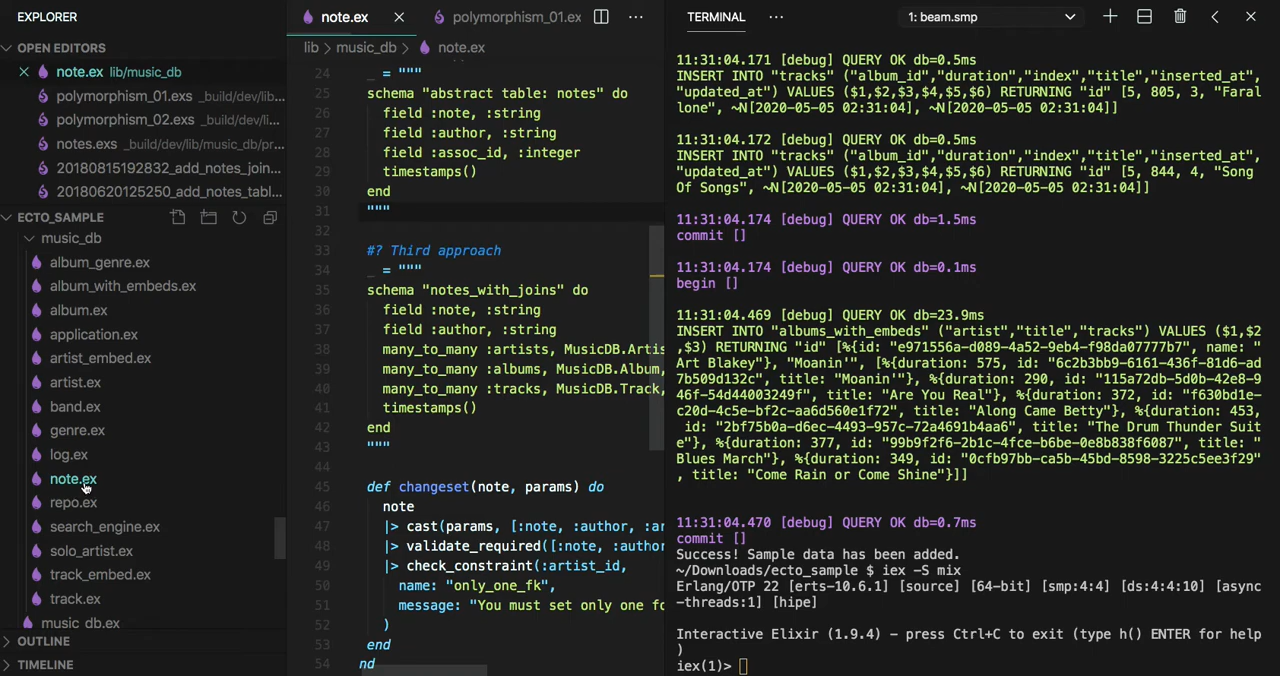 EXPLORER
OPEN EDITORS
note.ex lib/music_db
polymorphism_01.exs _build/dev/lib...
polymorphism_02.exs _build/dev/li...
notes.exs _build/dev/lib/music_db/pr...
20180815192832_add_notes_join...
20180620125250_add_notes_tabl...
ECTO_SAMPLE
music_db
album_genre.ex
album_with_embeds.ex
album.ex
application.ex
artist_embed.ex
artist.ex
band.ex
genre.ex
log.ex
note.ex
repo.ex
search_engine.ex
solo_artist.ex
track_embed.ex
track.ex
music_db.ex
OUTLINE
TIMELINE
note.ex
polymorphism_01.ex
lib > music_db > note.ex
24 _ = """
25 schema "abstract table: notes" do
26 field :note, :string
27 field :author, :string
28 field :assoc_id, :integer
29 timestamps()
30 end
31 """
32
33 #? Third approach
34 _ = """
35 schema "notes_with_joins" do
36 field :note, :string
37 field :author, :string
38 many_to_many :artists, MusicDB.Artis
39 many_to_many :albums, MusicDB.Album,
40 many_to_many :tracks, MusicDB.Track,
41 timestamps()
42 end
43 """
44
45 def changeset(note, params) do
46 note
47 |> cast(params, [:note, :author, :ar
48 |> validate_required([:note, :author
49 |> check_constraint(:artist_id,
50 name: "only_one_fk",
51 message: "You must set only one fo
52 )
53 end
54 nd
TERMINAL
1: beam.smp
11:31:04.171 [debug] QUERY OK db=0.5ms
INSERT INTO "tracks" ("album_id","duration","index","title","inserted_at",
"updated_at") VALUES ($1,$2,$3,$4,$5,$6) RETURNING "id" [5, 805, 3, "Faral
lone", ~N[2020-05-05 02:31:04], ~N[2020-05-05 02:31:04]]
11:31:04.172 [debug] QUERY OK db=0.5ms
INSERT INTO "tracks" ("album_id","duration","index","title","inserted_at",
"updated_at") VALUES ($1,$2,$3,$4,$5,$6) RETURNING "id" [5, 844, 4, "Song
Of Songs", ~N[2020-05-05 02:31:04], ~N[2020-05-05 02:31:04]]
11:31:04.174 [debug] QUERY OK db=1.5ms
commit []
11:31:04.174 [debug] QUERY OK db=0.1ms
begin []
11:31:04.469 [debug] QUERY OK db=23.9ms
INSERT INTO "albums_with_embeds" ("artist","title","tracks") VALUES ($1,$2
,$3) RETURNING "id" [%{id: "e971556a-d089-4a52-9eb4-f98da07777b7", name: "
Art Blakey"}, "Moanin'", [%{duration: 575, id: "6c2b3bb9-6161-436f-81d6-ad
7b509d132c", title: "Moanin'"}, %{duration: 290, id: "115a72db-5d0b-42e8-9
46f-54d44003249f", title: "Are You Real"}, %{duration: 372, id: "f630bd1e-
c20d-4c5e-bf2c-aa6d560e1f72", title: "Along Came Betty"}, %{duration: 453,
id: "2bf75b0a-d6ec-4493-957c-72a4691b4aa6", title: "The Drum Thunder Suit
e"}, %{duration: 377, id: "99b9f2f6-2b1c-4fce-b6be-0e8b838f6087", title: "
Blues March"}, %{duration: 349, id: "0cfb97bb-ca5b-45bd-8598-3225c5ee3f29"
, title: "Come Rain or Come Shine"}]]
11:31:04.470 [debug] QUERY OK db=0.7ms
commit []
Success! Sample data has been added.
~/Downloads/ecto_sample $ iex -S mix
Erlang/OTP 22 [erts-10.6.1] [source] [64-bit] [smp:4:4] [ds:4:4:10] [async
-threads:1] [hipe]
Interactive Elixir (1.9.4) - press Ctrl+C to exit (type h() ENTER for help
)
iex(1)>